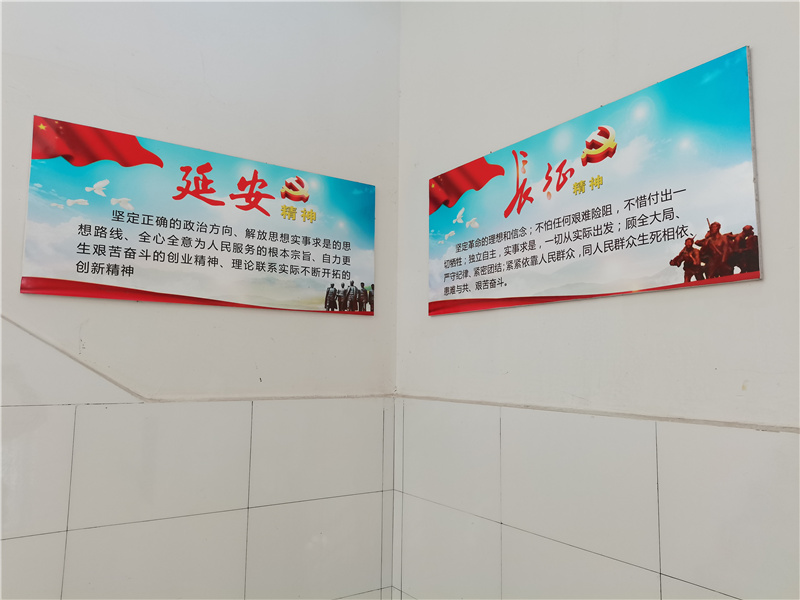 延安
精神
坚定正确的政治方向、解放思想实事求是的思
想路线、全心全意为人民服务的根本宗旨、自力更
生艰苦奋斗的创业精神、理论联系实际不断开拓的
创新精神
长征
精神
坚定革命的理想和信念；不怕任何艰难险阻，不惜付出一
切牺牲；独立自主，实事求是，一切从实际出发；顾全大局、
严守纪律、紧密团结；紧紧依靠人民群众，同人民群众生死相依、
患难与共、艰苦奋斗。